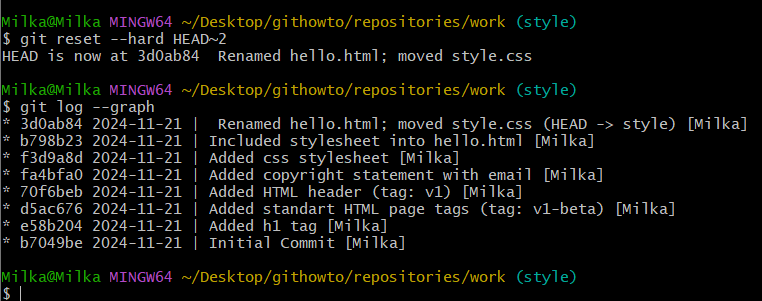 Milka@Milka MINGW64 ~/Desktop/githowto/repositories/work (style)
$ git reset --hard HEAD~2
HEAD is now at 3d0ab84  Renamed hello.html; moved style.css
Milka@Milka MINGW64 ~/Desktop/githowto/repositories/work (style)
$ git log --graph
* 3d0ab84 2024-11-21 |  Renamed hello.html; moved style.css (HEAD -> style) [Milka]
* b798b23 2024-11-21 | Included stylesheet into hello.html [Milka]
* f3d9a8d 2024-11-21 | Added css stylesheet [Milka]
* fa4bfa0 2024-11-21 | Added copyright statement with email [Milka]
* 70f6beb 2024-11-21 | Added HTML header (tag: v1) [Milka]
* d5ac676 2024-11-21 | Added standart HTML page tags (tag: v1-beta) [Milka]
* e58b204 2024-11-21 | Added h1 tag [Milka]
* b7049be 2024-11-21 | Initial Commit [Milka]
Milka@Milka MINGW64 ~/Desktop/githowto/repositories/work (style)
$